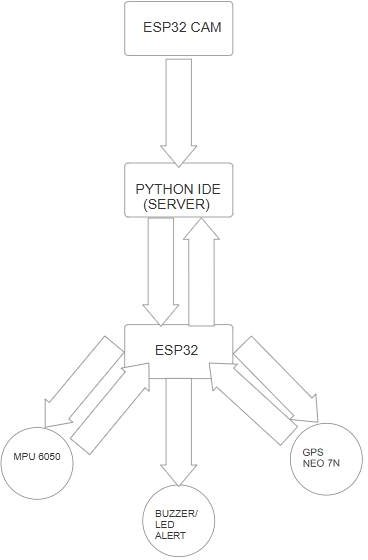 ESP32 CAM
PYTHON IDE
(SERVER)
ESP32
MPU 6050
GPS
NEO 7N
BUZZER/
LED
ALERT